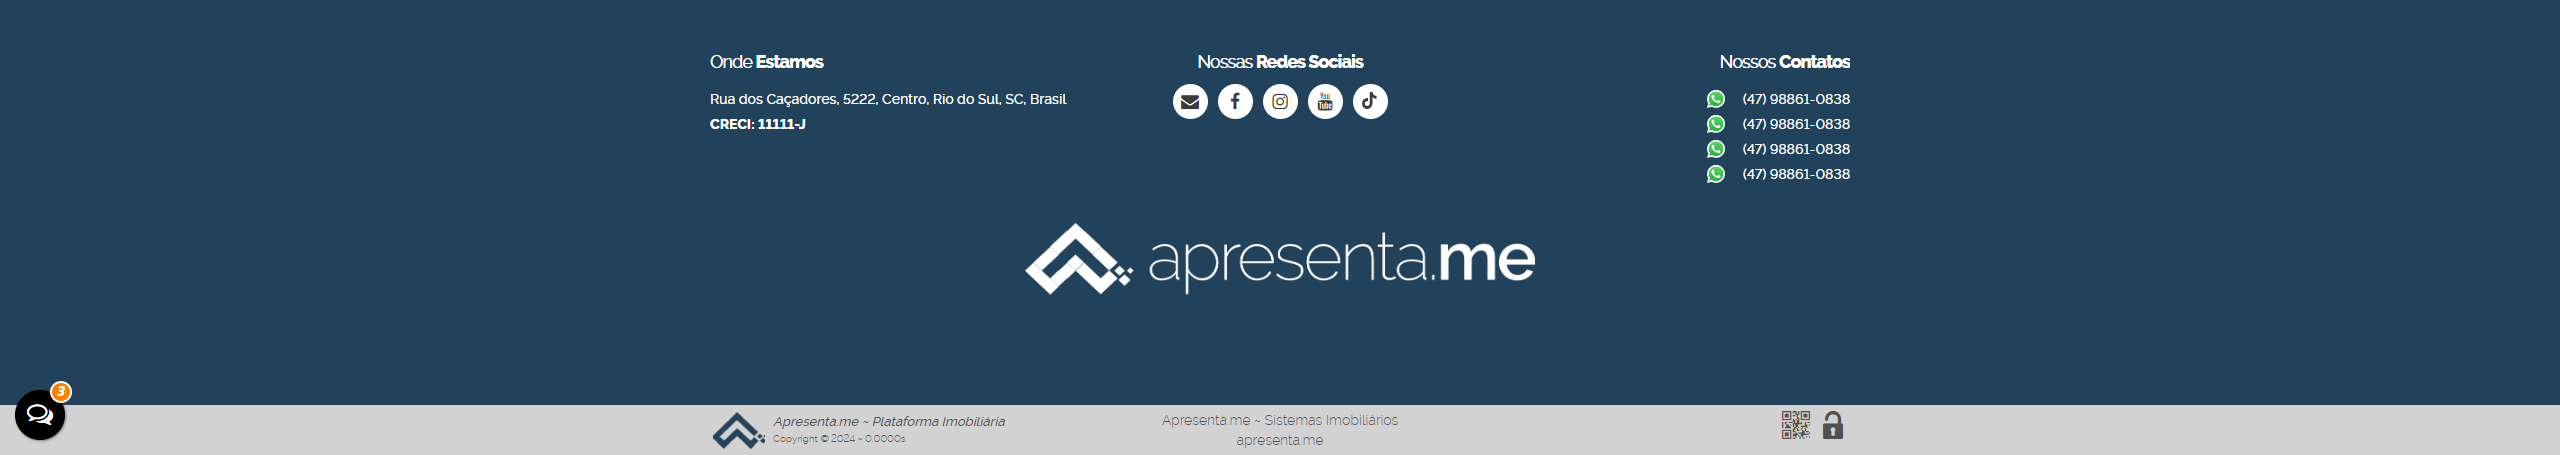 Onde Estamos
Rua dos Caçadores, 5222, Centro, Rio do Sul, SC, Brasil
CRECI: 11111-J
Nossas Redes Sociais
You
Tube
Nossos Contatos
(47) 98861-0838
(47) 98861-0838
(47) 98861-0838
(47) 98861-0838
apresenta.me
3
Apresenta.me ~ Plataforma Imobiliária
Copyright © 2024 ~ 0.0000s
Apresenta.me ~ Sistemas Imobiliários
apresenta.me